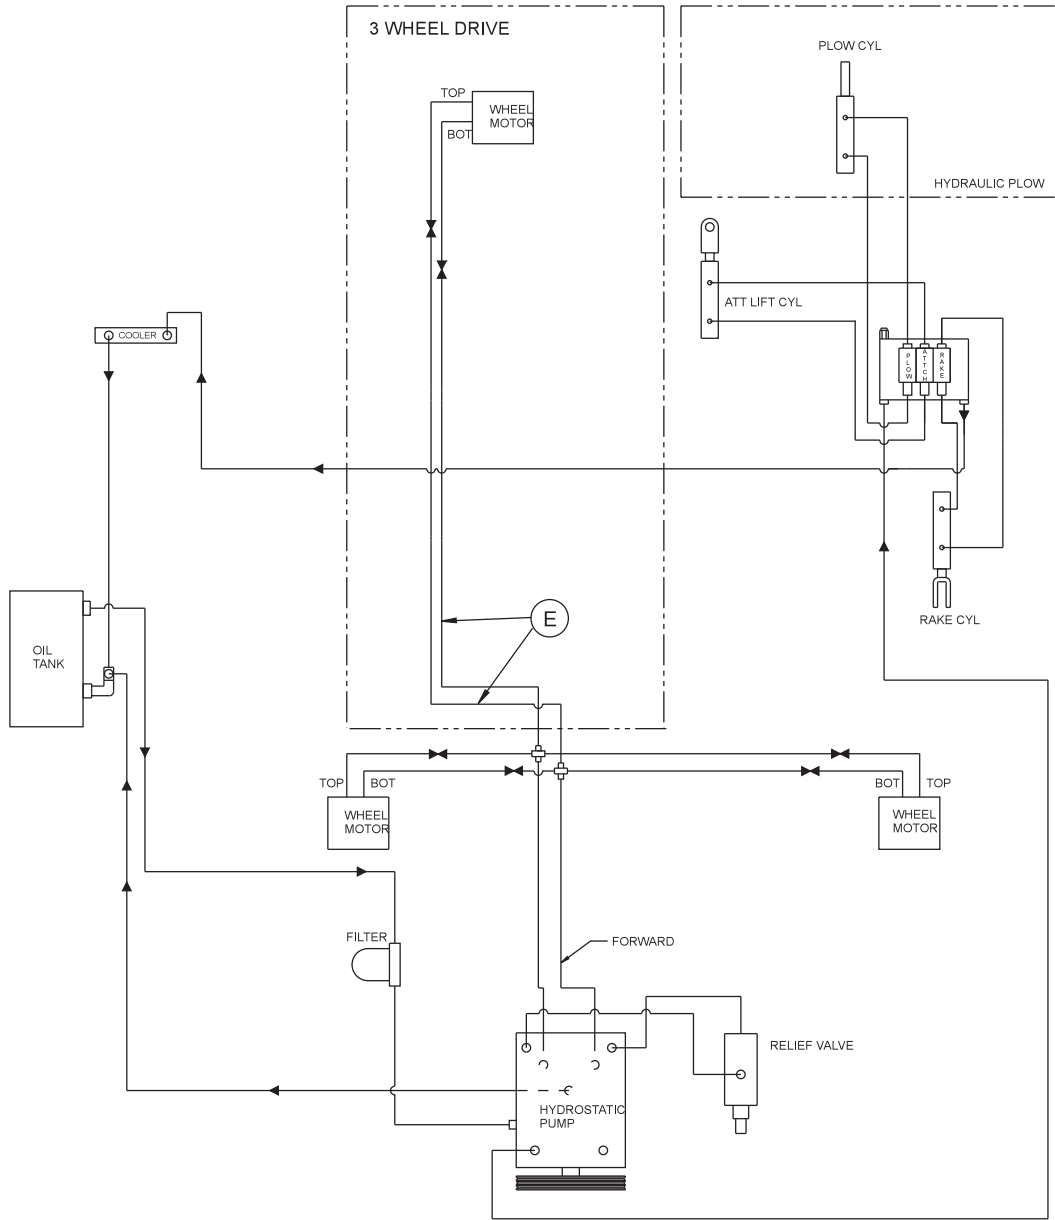 3 WHEEL DRIVE
PLOW CYL
TOP
WHEEL
MOTOR
BOT
HYDRAULIC PLOW
ATT LIFT CYL
COOLER
PLOW
ATTCH
RAKE
E
RAKE CYL
OIL
TANK
TOP
BOT
BOT
TOP
WHEEL
MOTOR
WHEEL
MOTOR
FILTER
FORWARD
RELIEF VALVE
HYDROSTATIC
PUMP